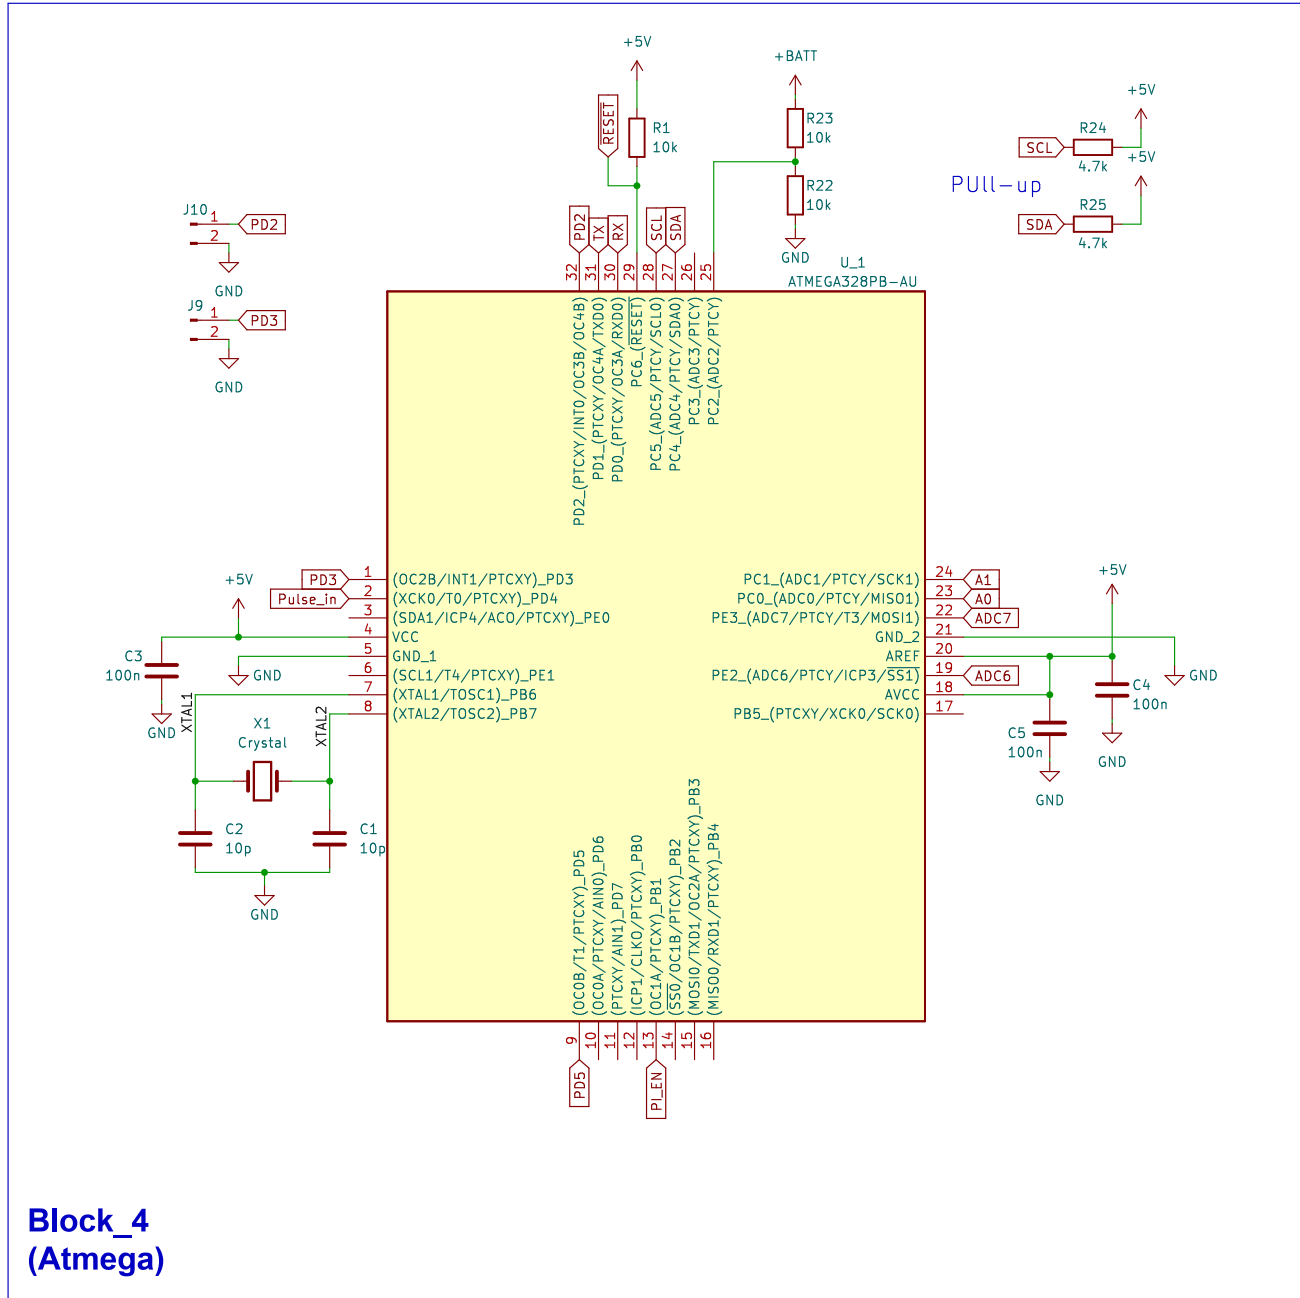 +5V
+BATT
+5V
RESET
R1
10k
R23
10k
R24
SCL
4.7k
+5V
PUll-up
R22
10k
R25
SDA
4.7k
J10
1
PD2
2
GND
J9
1
PD3
2
GND
PD2
TX
RX
SCL
SDA
GND
U_1
ATMEGA328PB-AU
32
31
30
29
28
27
26
25
PD2_(PTCXY/INT0/OC3B/OC4B)
PD1_(PTCXY/OC4A/TXD0)
PD0_(PTCXY/OC3A/RXD0)
PC6_(RESET)
PC5_(ADC5/PTCY/SCL0)
PC4_(ADC4/PTCY/SDA0)
PC3_(ADC3/PTCY)
PC2_(ADC2/PTCY)
PD3 1 (OC2B/INT1/PTCXY)_PD3
Pulse_in 2 (XCK0/T0/PTCXY)_PD4
3 (SDA1/ICP4/ACO/PTCXY)_PE0
4 VCC
5 GND_1
6 (SCL1/T4/PTCXY)_PE1
7 (XTAL1/TOSC1)_PB6
8 (XTAL2/TOSC2)_PB7
+5V
C3
100n
GND
GND
XTAL1
XTAL2
X1
Crystal
C2
10p
C1
10p
GND
PC1_(ADC1/PTCY/SCK1) 24 A1
PC0_(ADC0/PTCY/MISO1) 23 A0
PE3_(ADC7/PTCY/T3/MOSI1) 22 ADC7
GND_2 21
AREF 20
PE2_(ADC6/PTCY/ICP3/SS1) 19 ADC6
AVCC 18
PB5_(PTCXY/XCK0/SCK0) 17
+5V
GND
C4
100n
GND
C5
100n
GND
(OC0B/T1/PTCXY)_PD5
(OC0A/PTCXY/AIN0)_PD6
(PTCXY/AIN1)_PD7
(ICP1/CLKO/PTCXY)_PB0
(OC1A/PTCXY)_PB1
(SS0/OC1B/PTCXY)_PB2
(MOSI0/TXD1/OC2A/PTCXY)_PB3
(MISO0/RXD1/PTCXY)_PB4
9
10
11
12
13
14
15
16
PD5
PI_EN
Block_4
(Atmega)